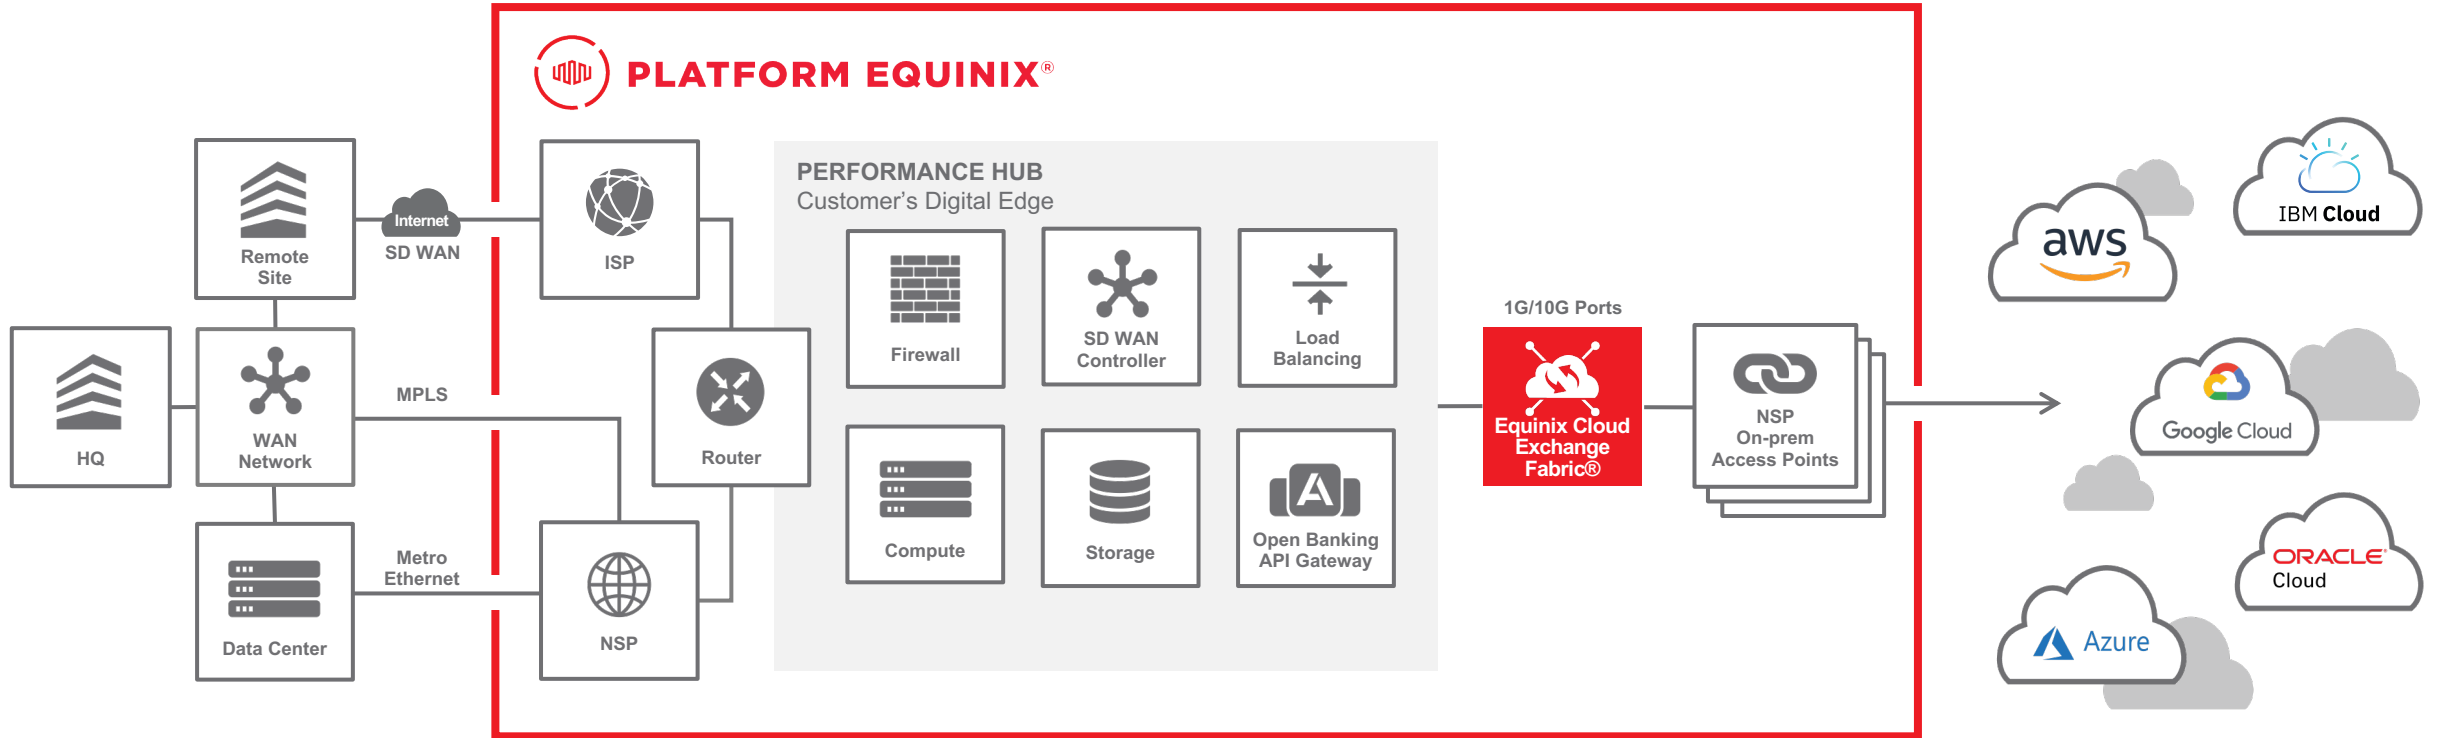 PLATFORM EQUINIX®
Remote
Site
Internet
SD WAN
ISP
HQ
WAN
Network
MPLS
Router
Data Center
Metro
Ethernet
NSP
PERFORMANCE HUB
Customer's Digital Edge
Firewall
SD WAN
Controller
Load
Balancing
Compute
Storage
A
Open Banking
API Gateway
1G/10G Ports
Equinix Cloud
Exchange
Fabric®
NSP
On-prem
Access Points
aws
IBM Cloud
Google Cloud
ORACLE®
Cloud
Azure